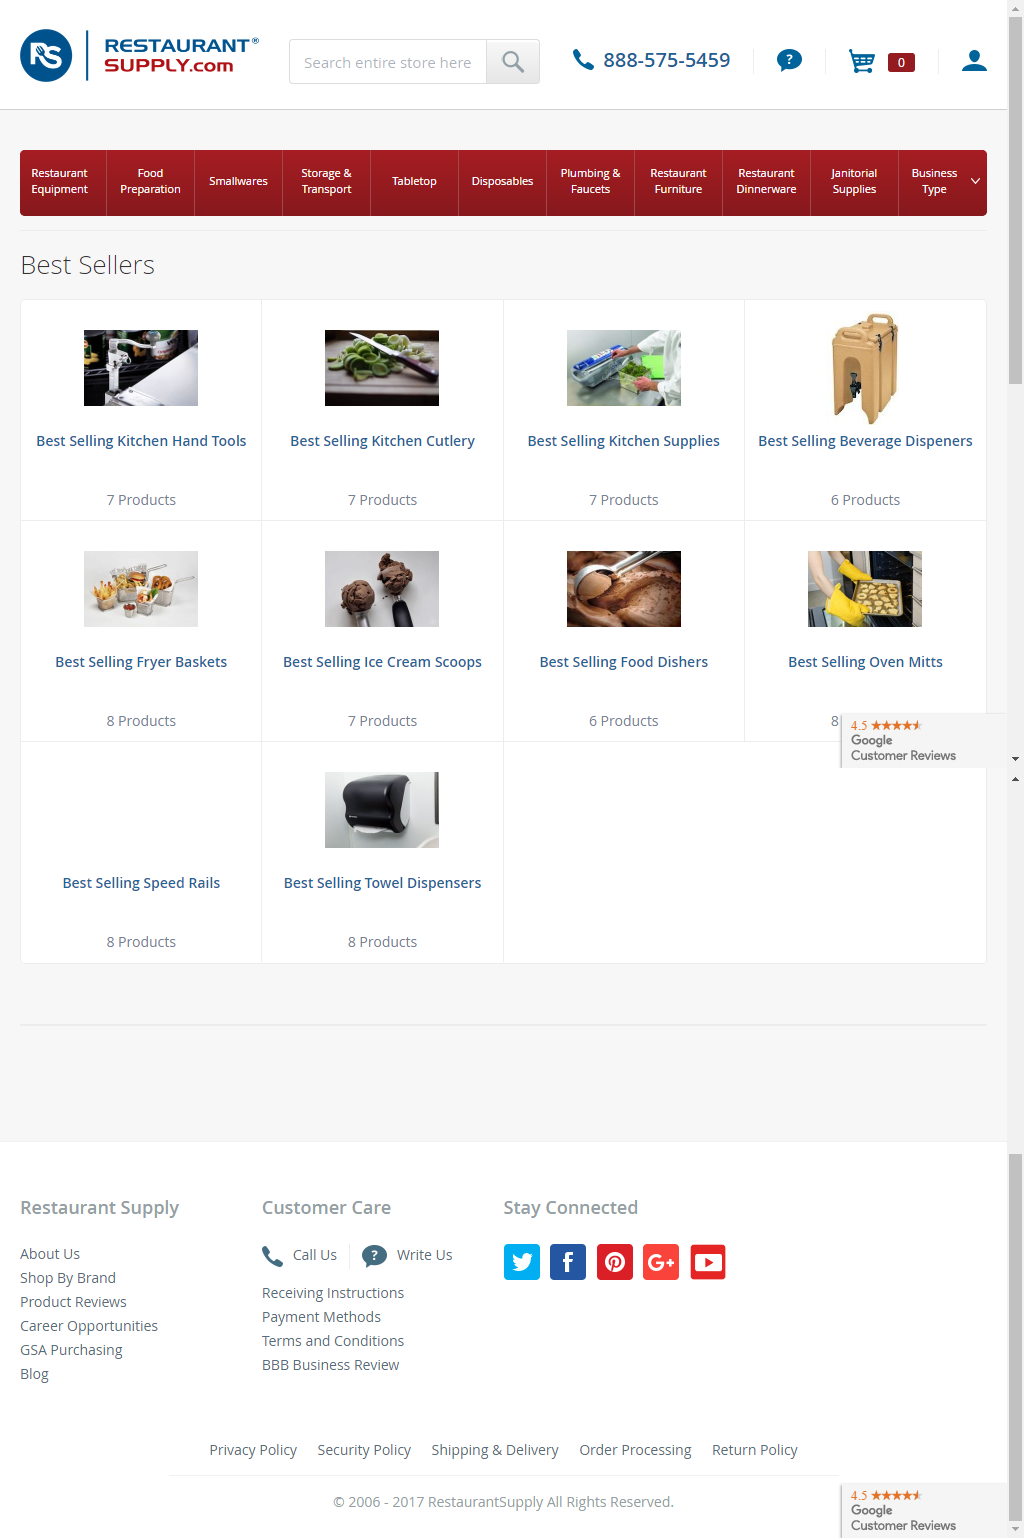 RS RESTAURANT®
SUPPLY.com
Search entire store here
888-575-5459
?
0
Restaurant Equipment
Food Preparation
Smallwares
Storage & Transport
Tabletop
Disposables
Plumbing & Faucets
Restaurant Furniture
Restaurant Dinnerware
Janitorial Supplies
Business Type
Best Sellers
Best Selling Kitchen Hand Tools
7 Products
Best Selling Kitchen Cutlery
7 Products
Best Selling Kitchen Supplies
7 Products
Best Selling Beverage Dispeners
6 Products
Best Selling Fryer Baskets
8 Products
Best Selling Ice Cream Scoops
7 Products
Best Selling Food Dishers
6 Products
Best Selling Oven Mitts
8
4.5
Google
Customer Reviews
Best Selling Speed Rails
8 Products
Best Selling Towel Dispensers
8 Products
Restaurant Supply
About Us
Shop By Brand
Product Reviews
Career Opportunities
GSA Purchasing
Blog
Customer Care
Call Us ? Write Us
Receiving Instructions
Payment Methods
Terms and Conditions
BBB Business Review
Stay Connected
f G+
Privacy Policy Security Policy Shipping & Delivery Order Processing Return Policy
© 2006 - 2017 RestaurantSupply All Rights Reserved.
4.5
Google
Customer Reviews